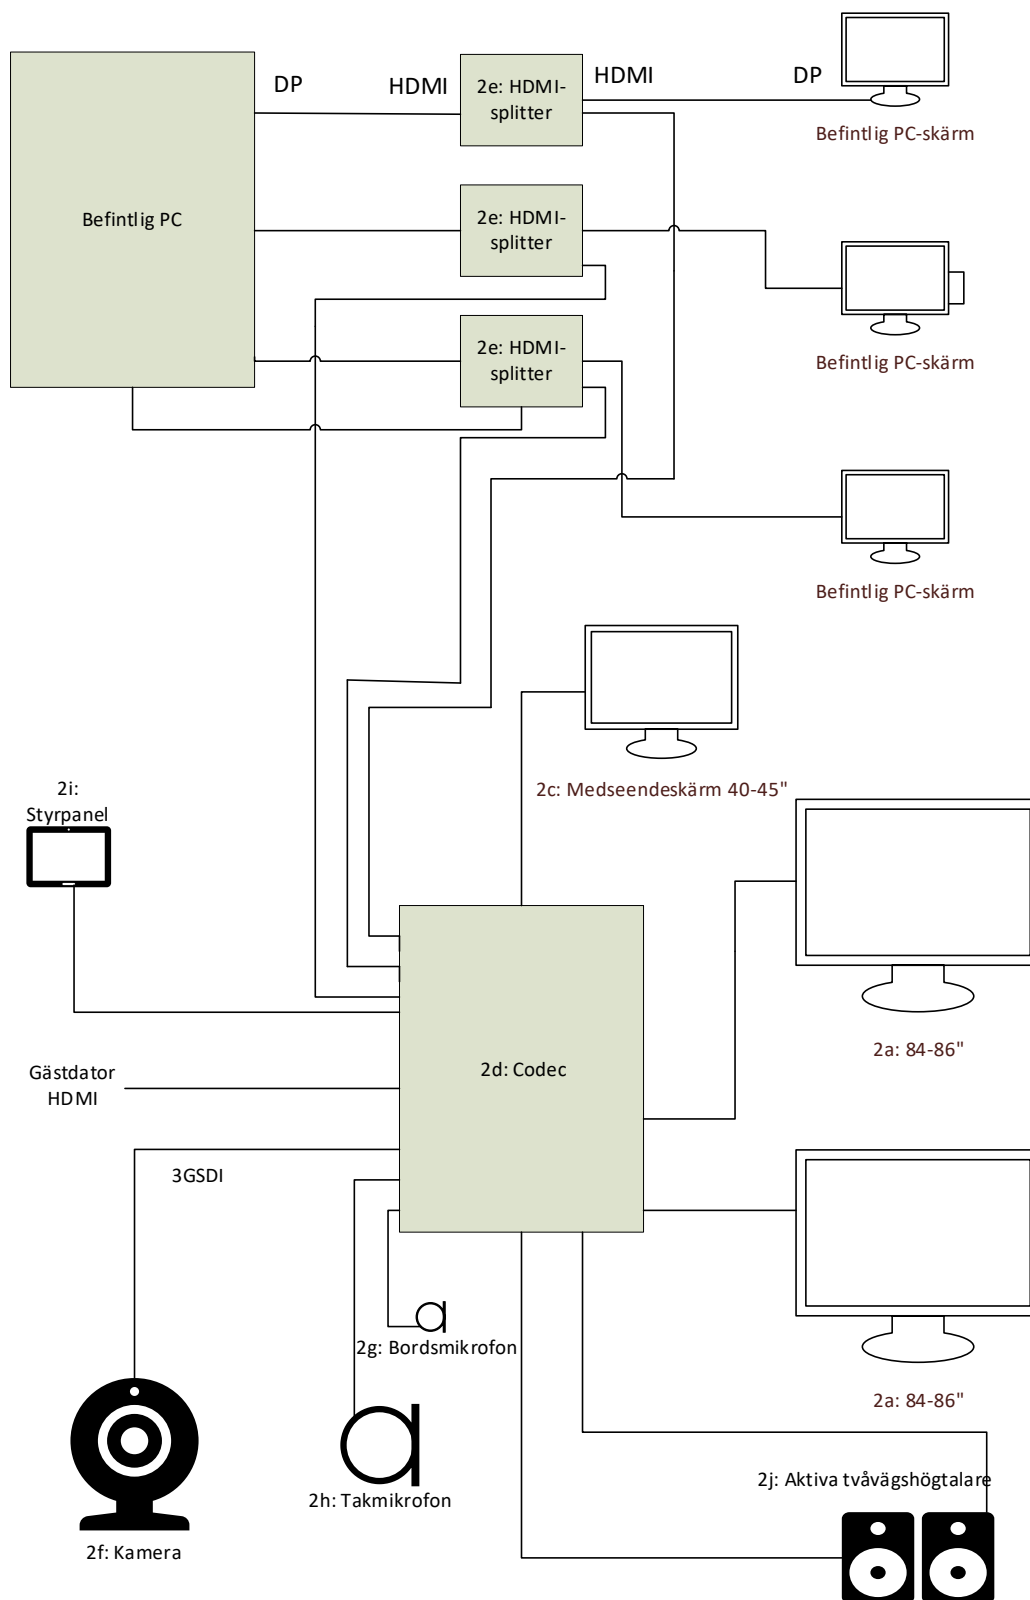 DP
HDMI
2e: HDMI-
splitter
HDMI
DP
Befintlig PC-skärm
Befintlig PC
2e: HDMI-
splitter
Befintlig PC-skärm
2e: HDMI-
splitter
Befintlig PC-skärm
2c: Medseendeskärm 40-45"
2i:
Styrpanel
2a: 84-86"
Gästdator
HDMI
2d: Codec
3GSDI
2g: Bordsmikrofon
2a: 84-86"
2j: Aktiva tvåvägshögtalare
2h: Takmikrofon
2f: Kamera